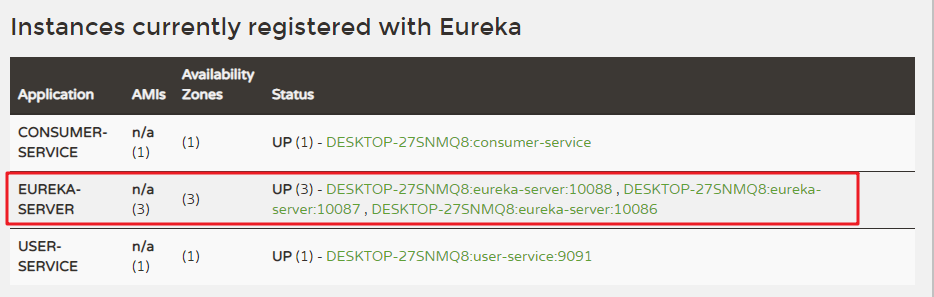 Instances currently registered with Eureka
Application AMIs Availability Zones Status
CONSUMER-SERVICE n/a (1) (1) UP (1) - DESKTOP-27SNMQ8:consumer-service
EUREKA-SERVER n/a (3) (3) UP (3) - DESKTOP-27SNMQ8:eureka-server:10088 , DESKTOP-27SNMQ8:eureka-server:10087 , DESKTOP-27SNMQ8:eureka-server:10086
USER-SERVICE n/a (1) (1) UP (1) - DESKTOP-27SNMQ8:user-service:9091